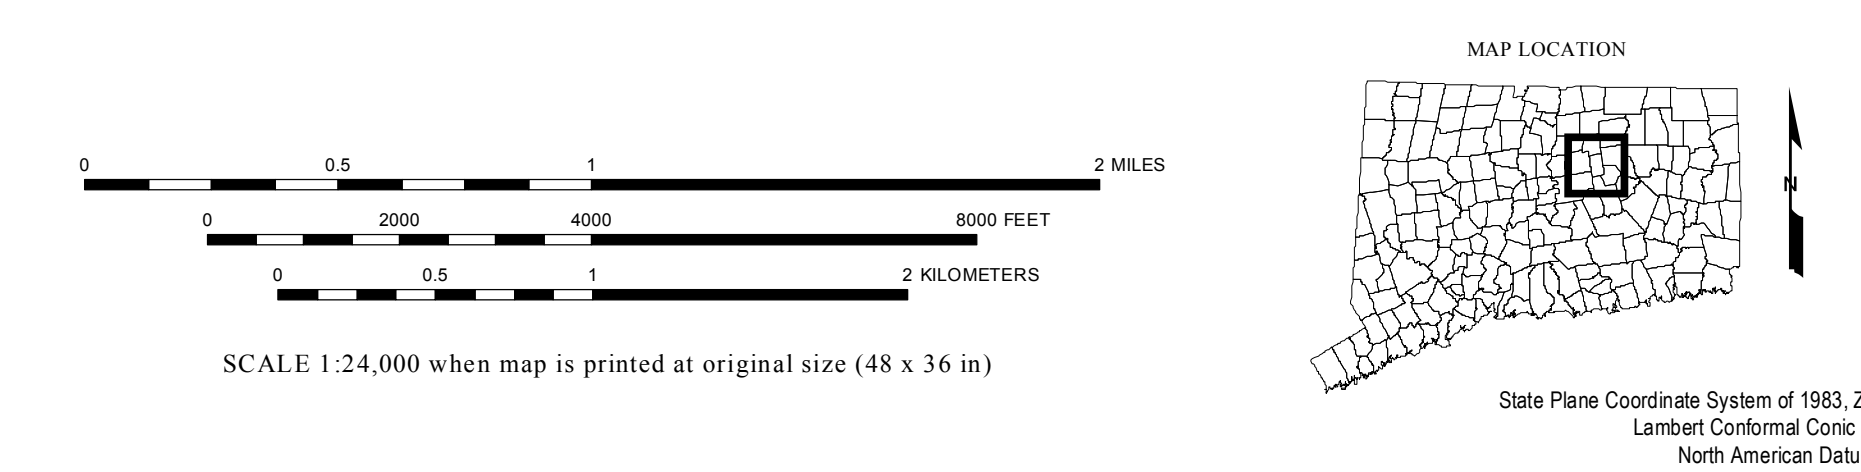 MAP LOCATION
0 0.5 1 2 MILES
0 2000 4000 8000 FEET
0 0.5 1 2 KILOMETERS
SCALE 1:24,000 when map is printed at original size (48 x 36 in)
N
State Plane Coordinate System of 1983, Z
Lambert Conformal Conic
North American Datu